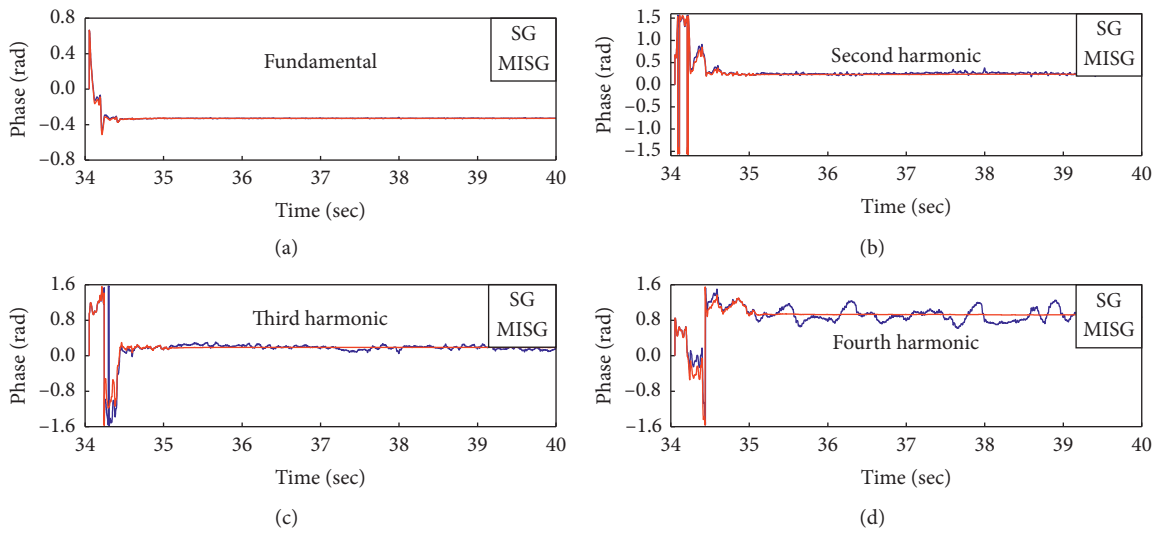 0.8
0.4
0.0
−0.4
−0.8
Phase (rad)
Fundamental
SG
MISG
34 35 36 37 38 39 40
Time (sec)
(a)
1.5
1.0
0.5
0.0
0.5
−1.0
−1.5
Phase (rad)
Second harmonic
SG
MISG
34 35 36 37 38 39 40
Time (sec)
(b)
1.6
0.8
0.0
−0.8
−1.6
Phase (rad)
Third harmonic
SG
MISG
34 35 36 37 38 39 40
Time (sec)
(c)
1.6
0.8
0.0
−0.8
−1.6
Phase (rad)
Fourth harmonic
SG
MISG
34 35 36 37 38 39 40
Time (sec)
(d)